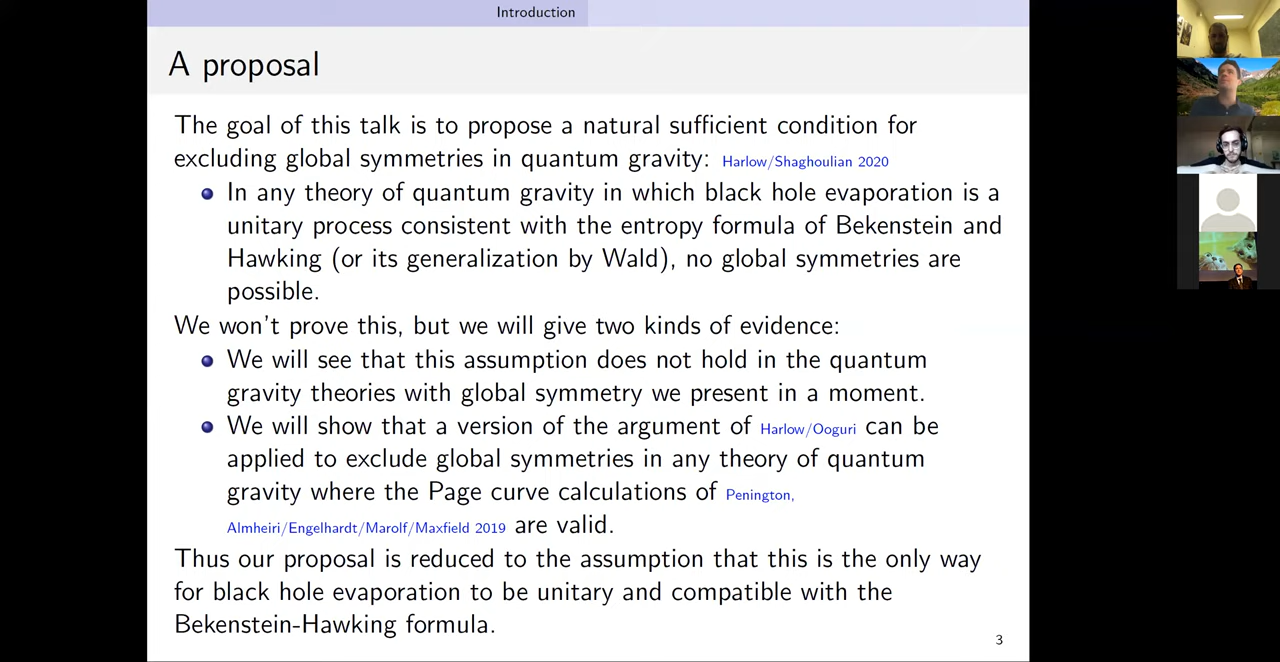 Introduction
A proposal
The goal of this talk is to propose a natural sufficient condition for
excluding global symmetries in quantum gravity: Harlow/Shaghoulian 2020
In any theory of quantum gravity in which black hole evaporation is a
unitary process consistent with the entropy formula of Bekenstein and
Hawking (or its generalization by Wald), no global symmetries are
possible.
We won't prove this, but we will give two kinds of evidence:
We will see that this assumption does not hold in the quantum
gravity theories with global symmetry we present in a moment.
We will show that a version of the argument of Harlow/Ooguri can be
applied to exclude global symmetries in any theory of quantum
gravity where the Page curve calculations of Penington,
Almheiri/Engelhardt/Marolf/Maxfield 2019 are valid.
Thus our proposal is reduced to the assumption that this is the only way
for black hole evaporation to be unitary and compatible with the
Bekenstein-Hawking formula.
3